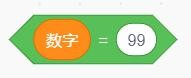 数字 = 99